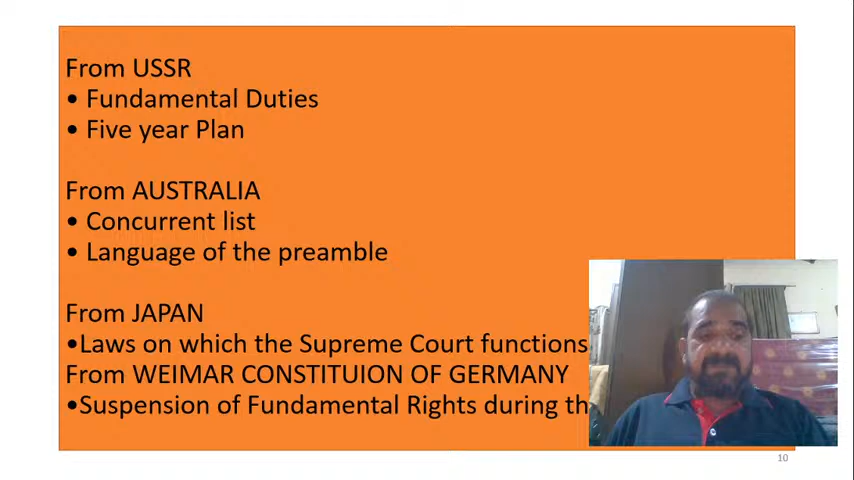 From USSR
• Fundamental Duties
• Five year Plan
From AUSTRALIA
• Concurrent list
• Language of the preamble
From JAPAN
•Laws on which the Supreme Court functions
From WEIMAR CONSTITUION OF GERMANY
•Suspension of Fundamental Rights during th
10